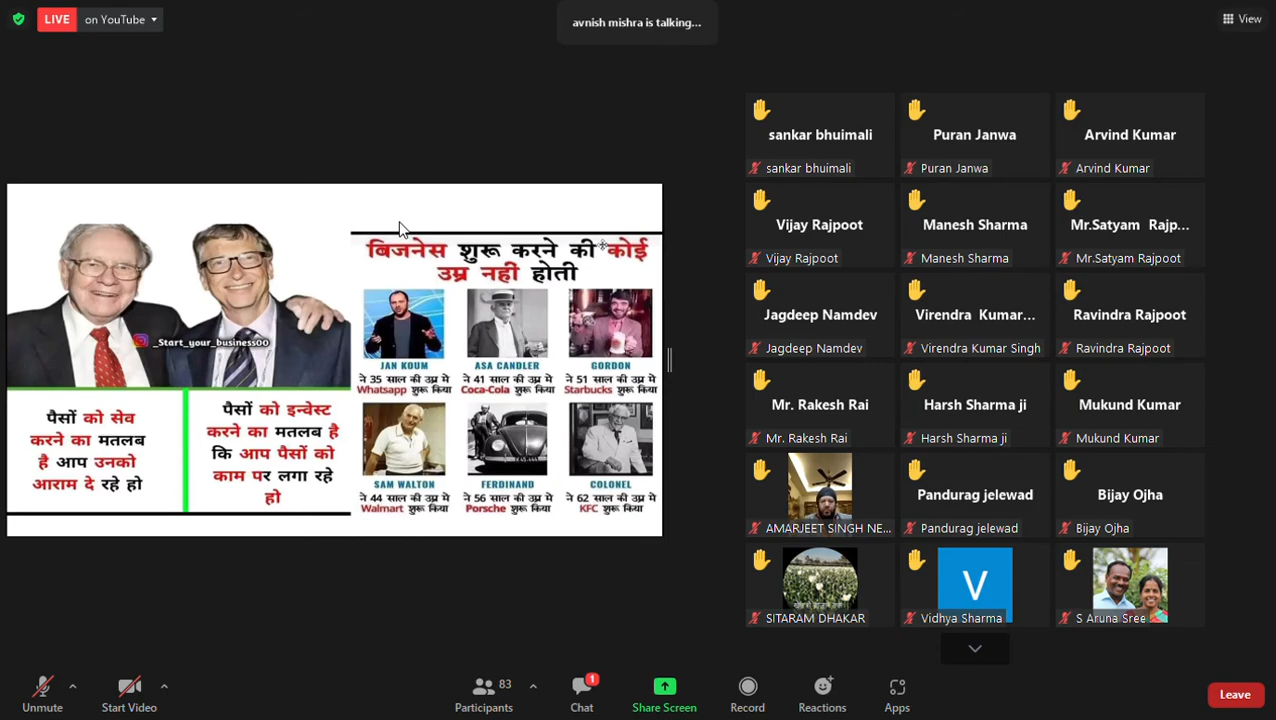 LIVE on YouTube
avnish mishra is talking...
View
sankar bhuimali
sankar bhuimali
Puran Janwa
Puran Janwa
Arvind Kumar
Arvind Kumar
Vijay Rajpoot
Vijay Rajpoot
Manesh Sharma
Manesh Sharma
Mr.Satyam Rajp...
Mr.Satyam Rajpoot
Jagdeep Namdev
Jagdeep Namdev
Virendra Kumar...
Virendra Kumar Singh
Ravindra Rajpoot
Ravindra Rajpoot
Mr. Rakesh Rai
Mr. Rakesh Rai
Harsh Sharma ji
Harsh Sharma ji
Mukund Kumar
Mukund Kumar
AMARJEET SINGH NE...
Pandurag jelewad
Pandurag jelewad
Bijay Ojha
Bijay Ojha
SITARAM DHAKAR
V
Vidhya Sharma
S Aruna Sree
_Start_your_business00
पैसों को सेव
करने का मतलब
है आप उनको
आराम दे रहे हो
पैसों को इन्वेस्ट
करने का मतलब है
कि आप पैसों को
काम पर लगा रहे
हो
बिजनेस शुरू करने की कोई
उम्र नही होती
JAN KOUM
ने 35 साल की उम्र मे
Whatsapp शुरू किया
ASA CANDLER
ने 41 साल की उम्र मे
Coca-Cola शुरू किया
GORDON
ने 51 साल की उम्र मे
Starbucks शुरू किया
SAM WALTON
ने 44 साल की उम्र मे
Walmart शुरू किया
FERDINAND
ने 56 साल की उम्र मे
Porsche शुरू किया
COLONEL
ने 62 साल की उम्र मे
KFC शुरू किया
Unmute
Start Video
83
Participants
1
Chat
Share Screen
Record
Reactions
Apps
Leave